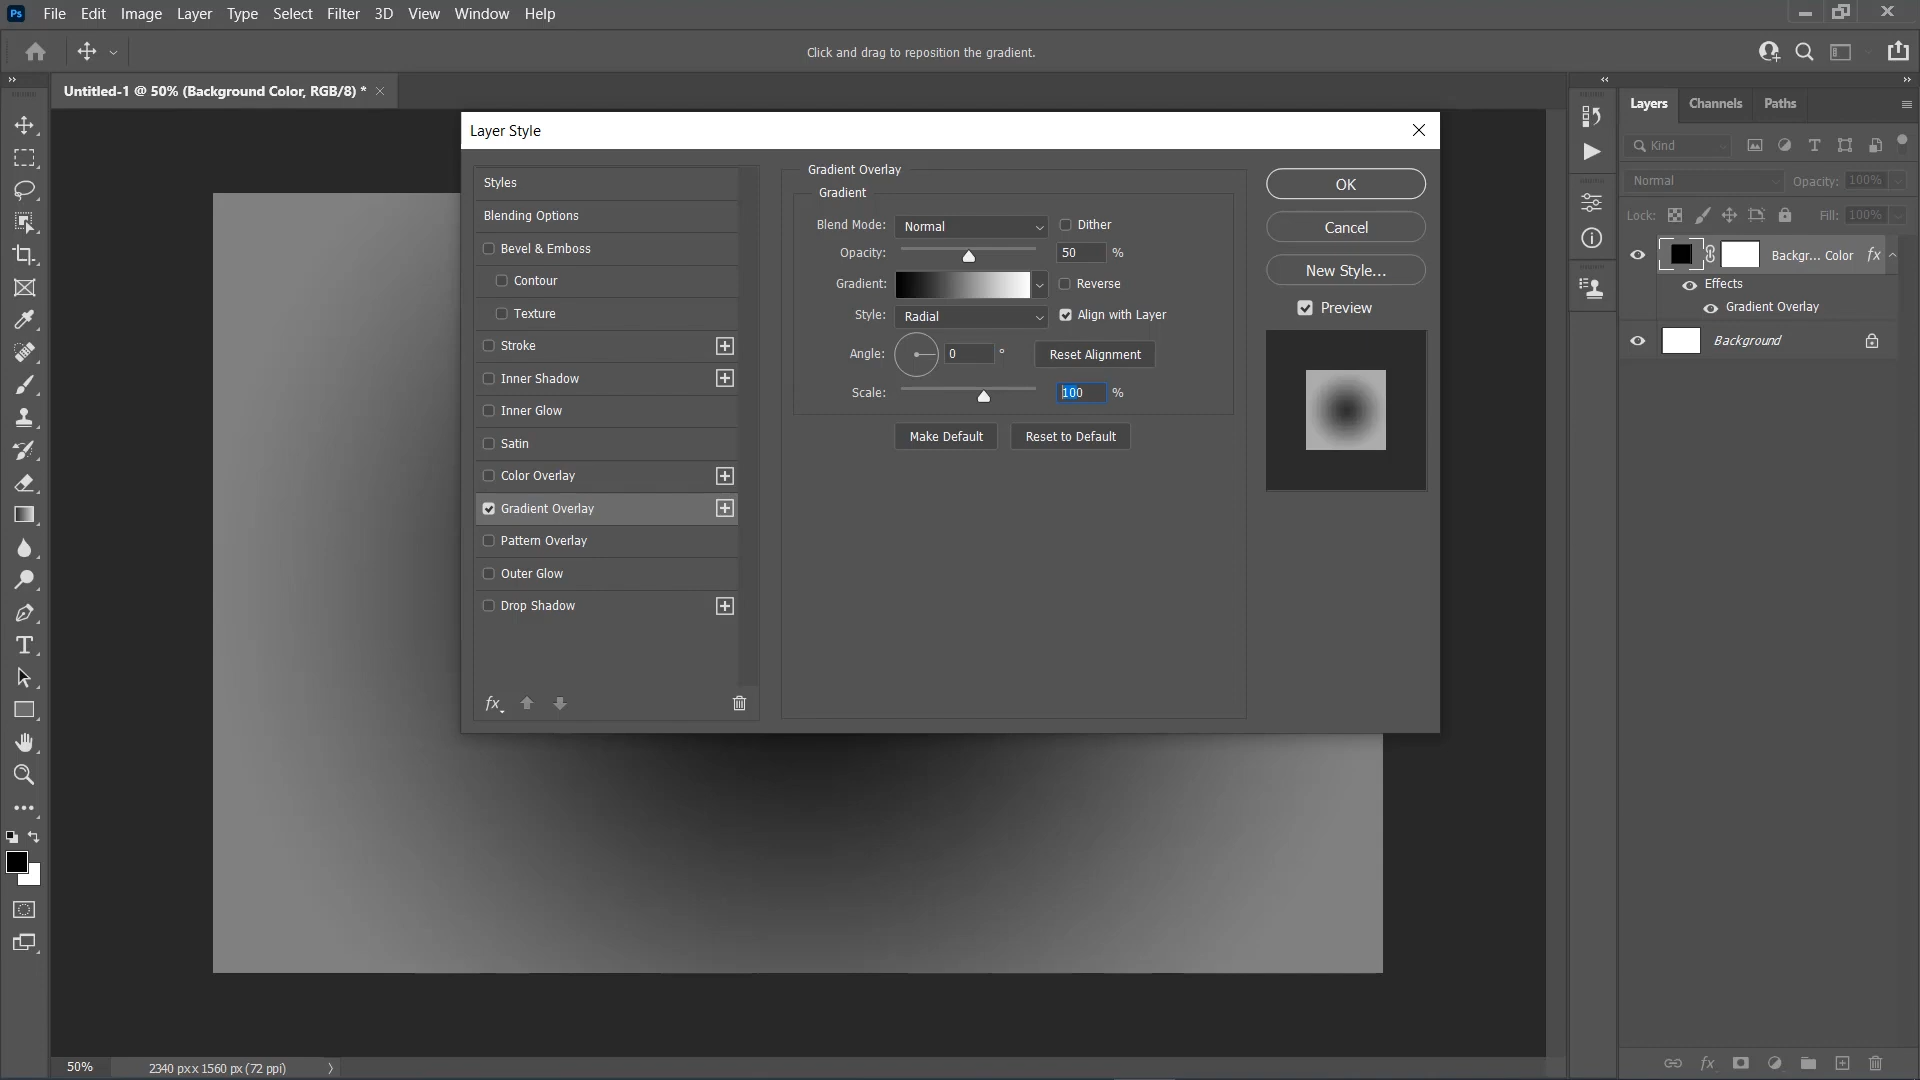 Ps
File Edit Image Layer Type Select Filter 3D View Window Help
Click and drag to reposition the gradient.
Untitled-1 @ 50% (Background Color, RGB/8) *
Layer Style
Styles
Blending Options
Bevel & Emboss
Contour
Texture
Stroke
Inner Shadow
Inner Glow
Satin
Color Overlay
Gradient Overlay
Pattern Overlay
Outer Glow
Drop Shadow
fx
Gradient Overlay
Gradient
Blend Mode: Normal Dither
Opacity: 50 %
Gradient: Reverse
Style: Radial Align with Layer
Angle: 0 ° Reset Alignment
Scale: 100 %
Make Default Reset to Default
OK
Cancel
New Style...
Preview
Layers Channels Paths
Kind
Normal Opacity: 100%
Lock: Fill: 100%
Backgr... Color fx
Effects
Gradient Overlay
Background
fx
50% 2340 px x 1560 px (72 ppi)